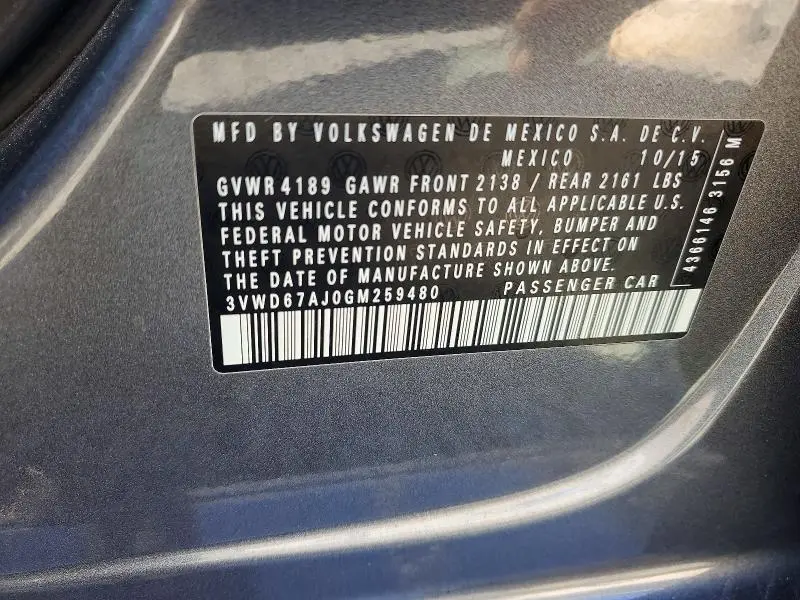 MFD BY VOLKSWAGEN DE MEXICO S.A. DE C.V.
MEXICO 10/15
GVWR 4189 GAWR FRONT 2138 / REAR 2161 LBS
THIS VEHICLE CONFORMS TO ALL APPLICABLE U.S.
FEDERAL MOTOR VEHICLE SAFETY, BUMPER AND
THEFT PREVENTION STANDARDS IN EFFECT ON
THE DATE OF MANUFACTURE SHOWN ABOVE.
3VWD67AJ0GM259480 PASSENGER CAR
4366146 3156 M